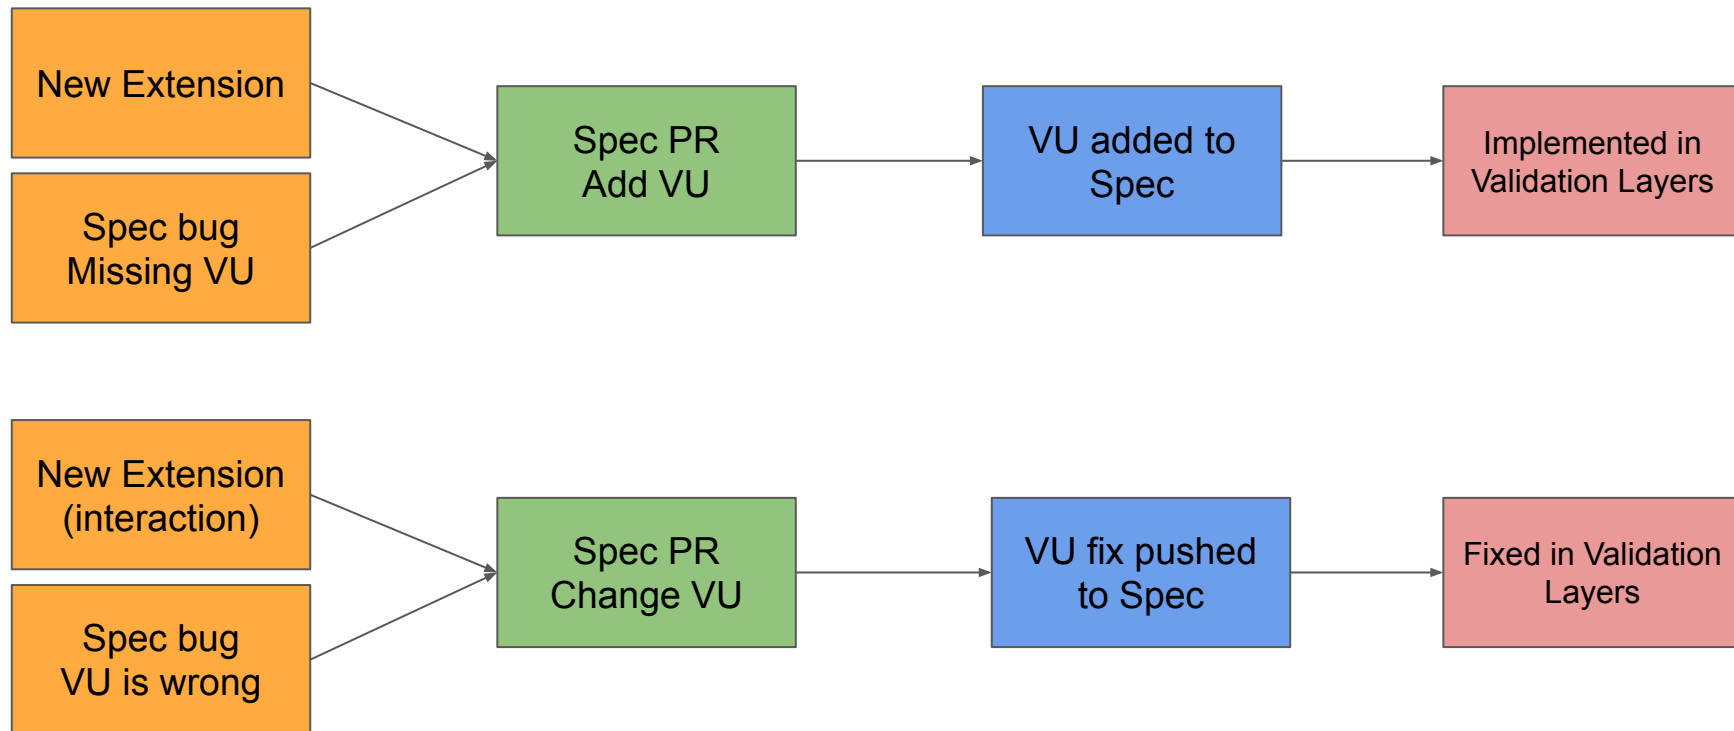 New Extension
Spec bug
Missing VU
Spec PR
Add VU
VU added to
Spec
Implemented in
Validation Layers
New Extension
(interaction)
Spec bug
VU is wrong
Spec PR
Change VU
VU fix pushed
to Spec
Fixed in Validation
Layers